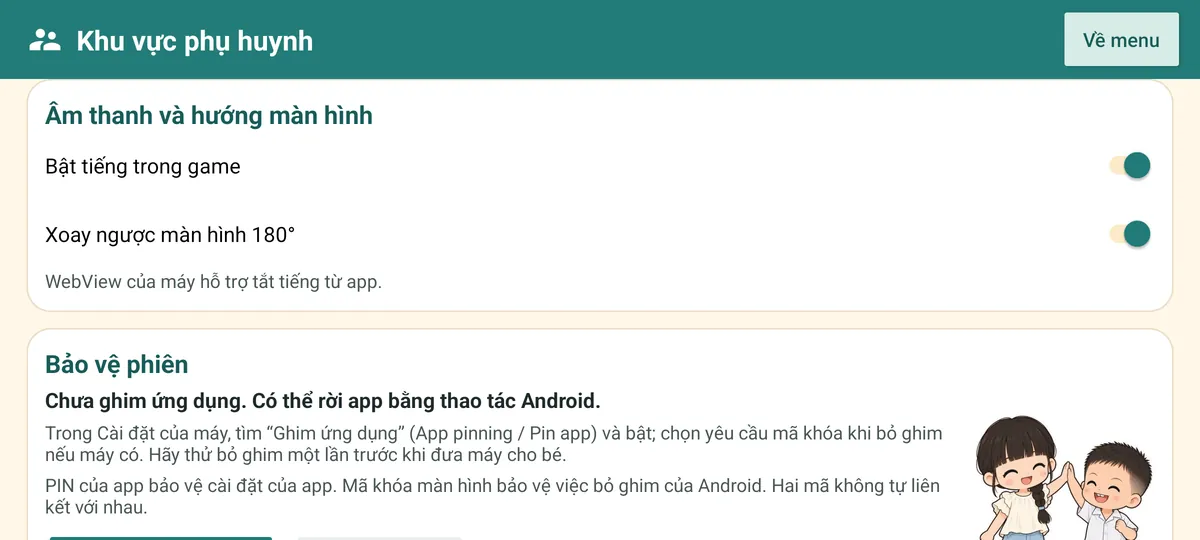 Khu vực phụ huynh
Về menu
Âm thanh và hướng màn hình
Bật tiếng trong game
Xoay ngược màn hình 180°
WebView của máy hỗ trợ tắt tiếng từ app.
Bảo vệ phiên
Chưa ghim ứng dụng. Có thể rời app bằng thao tác Android.
Trong Cài đặt của máy, tìm “Ghim ứng dụng” (App pinning / Pin app) và bật; chọn yêu cầu mã khóa khi bỏ ghim
nếu máy có. Hãy thử bỏ ghim một lần trước khi đưa máy cho bé.
PIN của app bảo vệ cài đặt của app. Mã khóa màn hình bảo vệ việc bỏ ghim của Android. Hai mã không tự liên
kết với nhau.